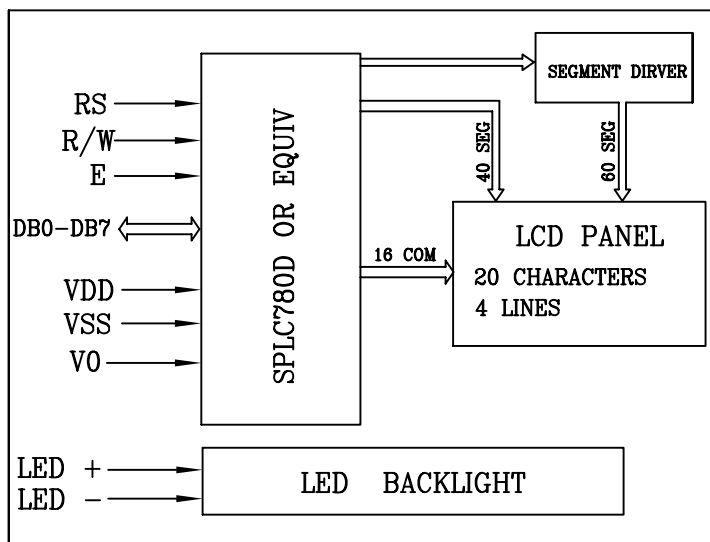 SEGMENT DIRVER
RS
R/W
E
DB0-DB7
VDD
VSS
V0
SPLC780D OR EQUIV
40 SEG
60 SEG
16 COM
LCD PANEL
20 CHARACTERS
4 LINES
LED +
LED -
LED BACKLIGHT